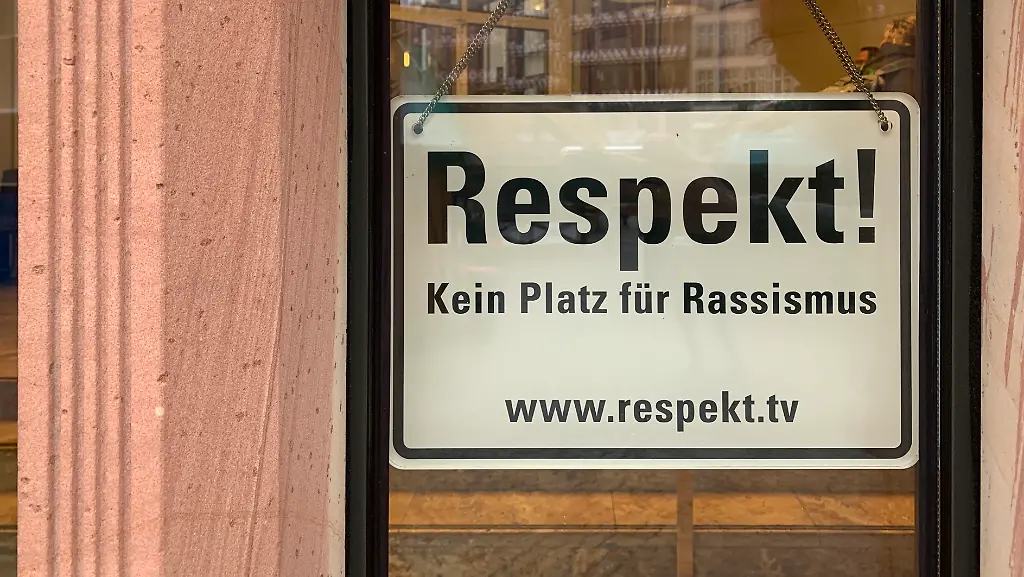 Respekt!
Kein Platz für Rassismus
www.respekt.tv